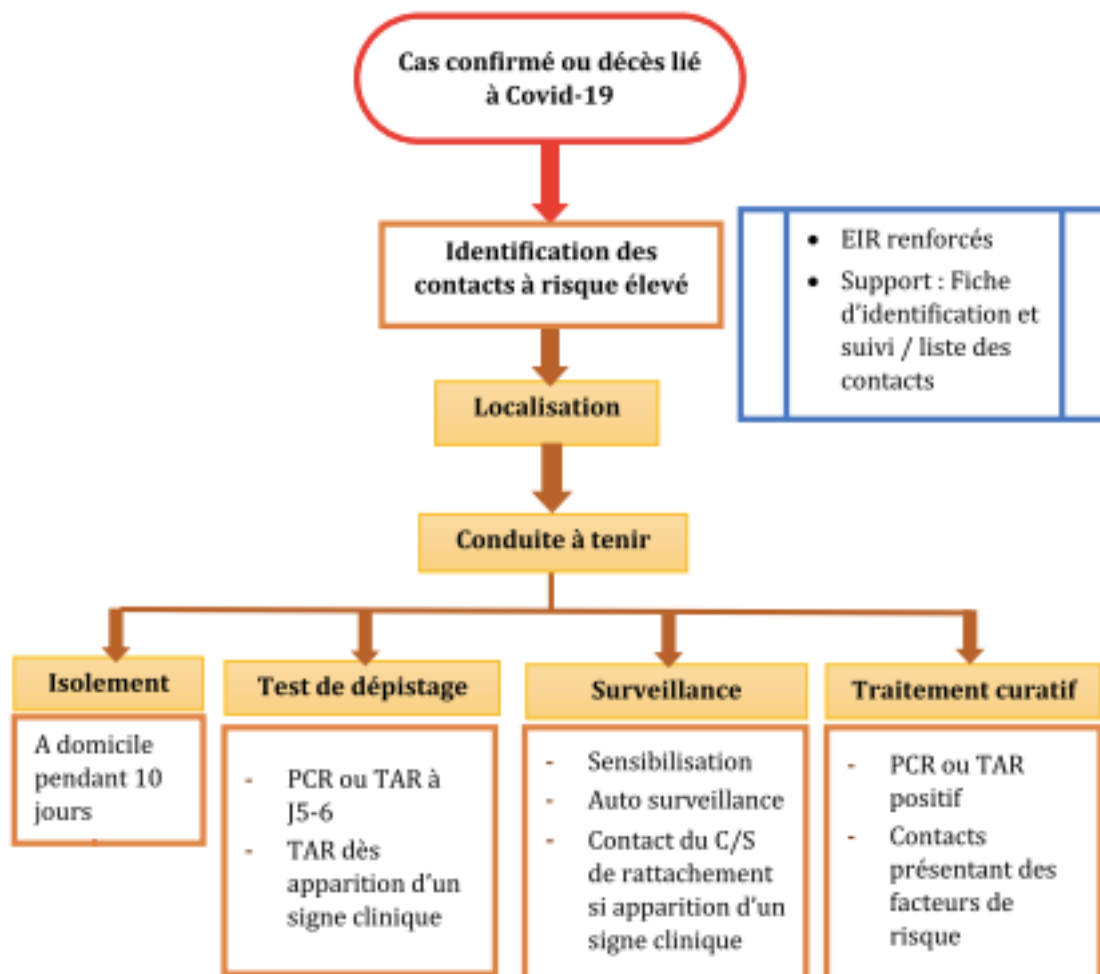 Cas confirmé ou décès lié
à Covid-19
Identification des
contacts à risque élevé
• EIR renforcés
• Support : Fiche
d'identification et
suivi / liste des
contacts
Localisation
Conduite à tenir
Isolement
A domicile
pendant 10
jours
Test de dépistage
- PCR ou TAR à
J5-6
- TAR dès
apparition d'un
signe clinique
Surveillance
- Sensibilisation
- Auto surveillance
- Contact du C/S
de rattachement
si apparition d'un
signe clinique
Traitement curatif
- PCR ou TAR
positif
- Contacts
présentant des
facteurs de
risque